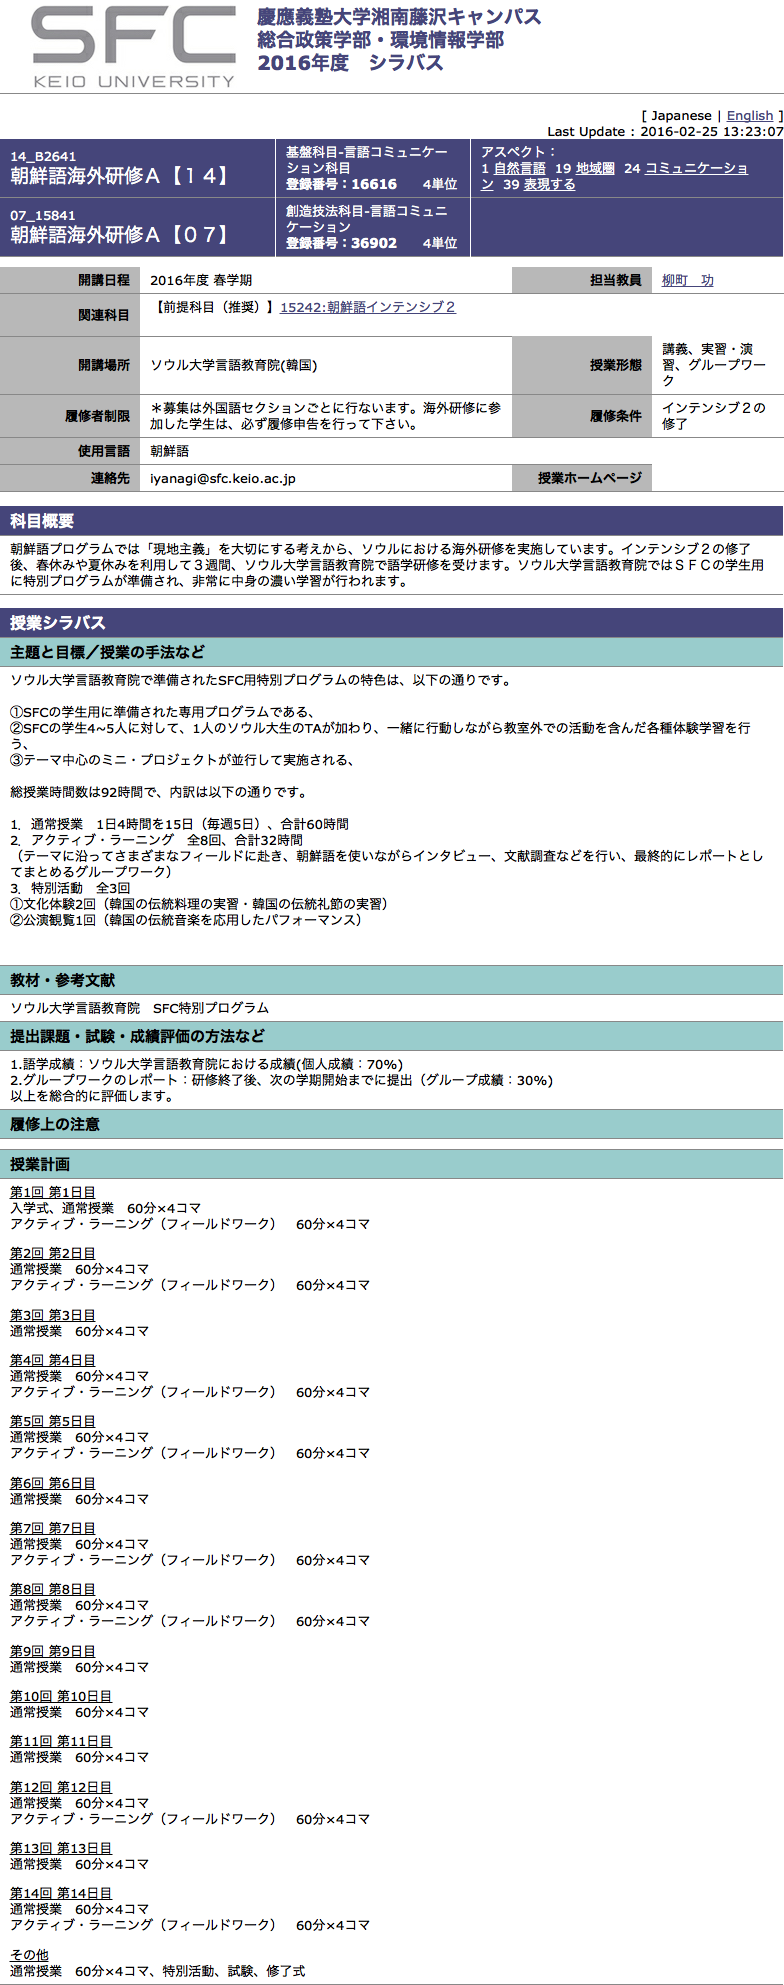 SFC
KEIO UNIVERSITY
慶應義塾大学湘南藤沢キャンパス
総合政策学部・環境情報学部
2016年度　シラバス
[ Japanese | English ]
Last Update : 2016-02-25 13:23:07
14_B2641
朝鮮語海外研修Ａ【１４】
基盤科目-言語コミュニケー
ション科目
登録番号：16616　　4単位
アスペクト：
1 自然言語 19 地域圏 24 コミュニケーショ
ン 39 表現する
07_15841
朝鮮語海外研修Ａ【０７】
創造技法科目-言語コミュニ
ケーション
登録番号：36902　　4単位
開講日程　2016年度 春学期　担当教員　柳町　功
関連科目　【前提科目（推奨）】15242:朝鮮語インテンシブ２
開講場所　ソウル大学言語教育院(韓国)
授業形態
講義、実習・演
習、グループワー
ク
履修者制限
＊募集は外国語セクションごとに行ないます。海外研修に参
加した学生は、必ず履修申告を行って下さい。
履修条件
インテンシブ２の
修了
使用言語　朝鮮語
連絡先　iyanagi@sfc.keio.ac.jp　授業ホームページ
科目概要
朝鮮語プログラムでは「現地主義」を大切にする考えから、ソウルにおける海外研修を実施しています。インテンシブ２の修了
後、春休みや夏休みを利用して３週間、ソウル大学言語教育院で語学研修を受けます。ソウル大学言語教育院ではＳＦＣの学生用
に特別プログラムが準備され、非常に中身の濃い学習が行われます。
授業シラバス
主題と目標／授業の手法など
ソウル大学言語教育院で準備されたSFC用特別プログラムの特色は、以下の通りです。
①SFCの学生用に準備された専用プログラムである、
②SFCの学生4~5人に対して、1人のソウル大生のTAが加わり、一緒に行動しながら教室外での活動を含んだ各種体験学習を行
う、
③テーマ中心のミニ・プロジェクトが並行して実施される、
総授業時間数は92時間で、内訳は以下の通りです。
1．通常授業　1日4時間を15日（毎週5日）、合計60時間
2．アクティブ・ラーニング　全8回、合計32時間
（テーマに沿ってさまざまなフィールドに赴き、朝鮮語を使いながらインタビュー、文献調査などを行い、最終的にレポートとし
てまとめるグループワーク）
3．特別活動　全3回
①文化体験2回（韓国の伝統料理の実習・韓国の伝統礼節の実習）
②公演観覧1回（韓国の伝統音楽を応用したパフォーマンス）
教材・参考文献
ソウル大学言語教育院　SFC特別プログラム
提出課題・試験・成績評価の方法など
1.語学成績：ソウル大学言語教育院における成績(個人成績：70%)
2.グループワークのレポート：研修終了後、次の学期開始までに提出（グループ成績：30%)
以上を総合的に評価します。
履修上の注意
授業計画
第1回 第1日目
入学式、通常授業　60分×4コマ
アクティブ・ラーニング（フィールドワーク）　60分×4コマ
第2回 第2日目
通常授業　60分×4コマ
アクティブ・ラーニング（フィールドワーク）　60分×4コマ
第3回 第3日目
通常授業　60分×4コマ
第4回 第4日目
通常授業　60分×4コマ
アクティブ・ラーニング（フィールドワーク）　60分×4コマ
第5回 第5日目
通常授業　60分×4コマ
アクティブ・ラーニング（フィールドワーク）　60分×4コマ
第6回 第6日目
通常授業　60分×4コマ
第7回 第7日目
通常授業　60分×4コマ
アクティブ・ラーニング（フィールドワーク）　60分×4コマ
第8回 第8日目
通常授業　60分×4コマ
アクティブ・ラーニング（フィールドワーク）　60分×4コマ
第9回 第9日目
通常授業　60分×4コマ
第10回 第10日目
通常授業　60分×4コマ
第11回 第11日目
通常授業　60分×4コマ
第12回 第12日目
通常授業　60分×4コマ
アクティブ・ラーニング（フィールドワーク）　60分×4コマ
第13回 第13日目
通常授業　60分×4コマ
第14回 第14日目
通常授業　60分×4コマ
アクティブ・ラーニング（フィールドワーク）　60分×4コマ
その他
通常授業　60分×4コマ、特別活動、試験、修了式